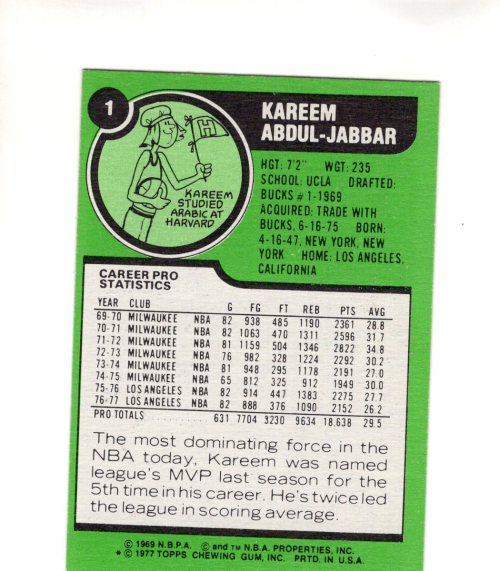 1
KAREEM
ABDUL-JABBAR
H
KAREEM
STUDIED
ARABIC AT
HARVARD
HGT: 7'2" WGT: 235
SCHOOL: UCLA DRAFTED:
BUCKS # 1-1969
ACQUIRED: TRADE WITH
BUCKS, 6-16-75 BORN:
4-16-47, NEW YORK, NEW
YORK HOME: LOS ANGELES,
CALIFORNIA
CAREER PRO
STATISTICS
YEAR CLUB G FG FT REB PTS AVG
69-70 MILWAUKEE NBA 82 938 485 1190 2361 28.8
70-71 MILWAUKEE NBA 82 1063 470 1311 2596 31.7
71-72 MILWAUKEE NBA 81 1159 504 1346 2822 34.8
72-73 MILWAUKEE NBA 76 982 328 1224 2292 30.2
73-74 MILWAUKEE NBA 81 948 295 1178 2191 27.0
74-75 MILWAUKEE NBA 65 812 325 912 1949 30.0
75-76 LOS ANGELES NBA 82 914 447 1383 2275 27.7
76-77 LOS ANGELES NBA 82 888 376 1090 2152 26.2
PRO TOTALS 631 7704 3230 9634 18.638 29.5
The most dominating force in the
NBA today, Kareem was named
league's MVP last season for the
5th time in his career. He's twice led
the league in scoring average.
© 1969 N.B.P.A. © and TM N.B.A. PROPERTIES, INC.
* © 1977 TOPPS CHEWING GUM, INC. PRTD. IN U.S.A.